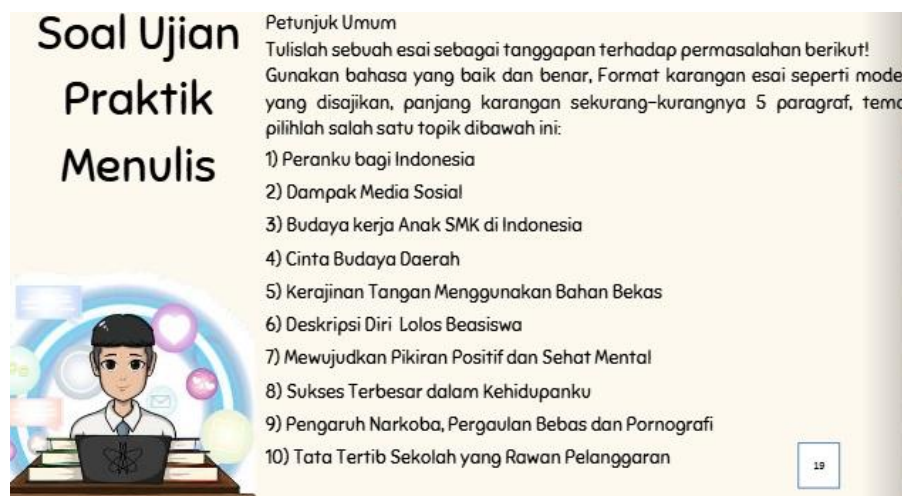 Soal Ujian
Praktik
Menulis
Petunjuk Umum
Tulislah sebuah esai sebagai tanggapan terhadap permasalahan berikut!
Gunakan bahasa yang baik dan benar, Format karangan esai seperti mode
yang disajikan, panjang karangan sekurang-kurangnya 5 paragraf, tema
pilihlah salah satu topik dibawah ini:
1) Peranku bagi Indonesia
2) Dampak Media Sosial
3) Budaya kerja Anak SMK di Indonesia
4) Cinta Budaya Daerah
5) Kerajinan Tangan Menggunakan Bahan Bekas
6) Deskripsi Diri Lolos Beasiswa
7) Mewujudkan Pikiran Positif dan Sehat Mental
8) Sukses Terbesar dalam Kehidupanku
9) Pengaruh Narkoba, Pergaulan Bebas dan Pornografi
10) Tata Tertib Sekolah yang Rawan Pelanggaran
19